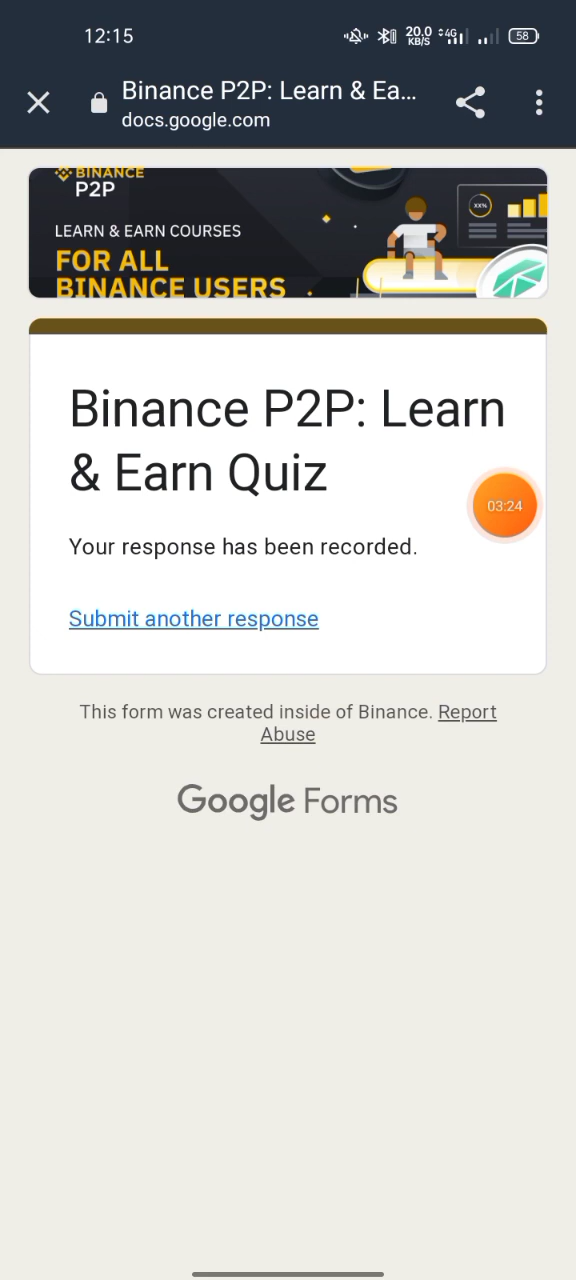 12:15
20.0
KB/S
4G
58
Binance P2P: Learn & Ea...
docs.google.com
BINANCE
P2P
LEARN & EARN COURSES
FOR ALL
BINANCE USERS
XX%
Binance P2P: Learn
& Earn Quiz
03:24
Your response has been recorded.
Submit another response
This form was created inside of Binance. Report
Abuse
Google Forms